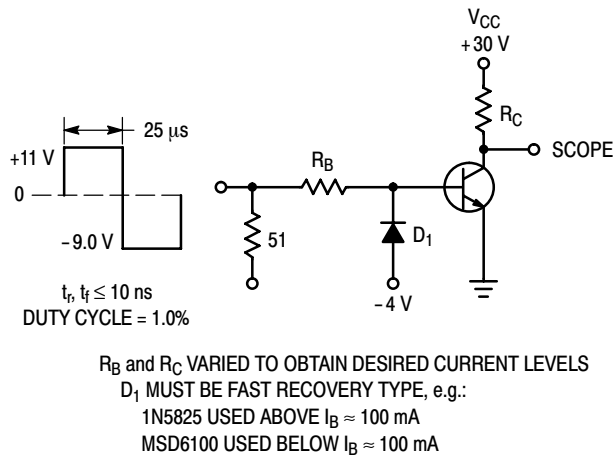 V_CC
+30 V
25 μs
R_C
+11 V
R_B
SCOPE
0
51
D_1
−9.0 V
−4 V
t_r, t_f ≤ 10 ns
DUTY CYCLE = 1.0%
R_B and R_C VARIED TO OBTAIN DESIRED CURRENT LEVELS
D_1 MUST BE FAST RECOVERY TYPE, e.g.:
1N5825 USED ABOVE I_B ≈ 100 mA
MSD6100 USED BELOW I_B ≈ 100 mA